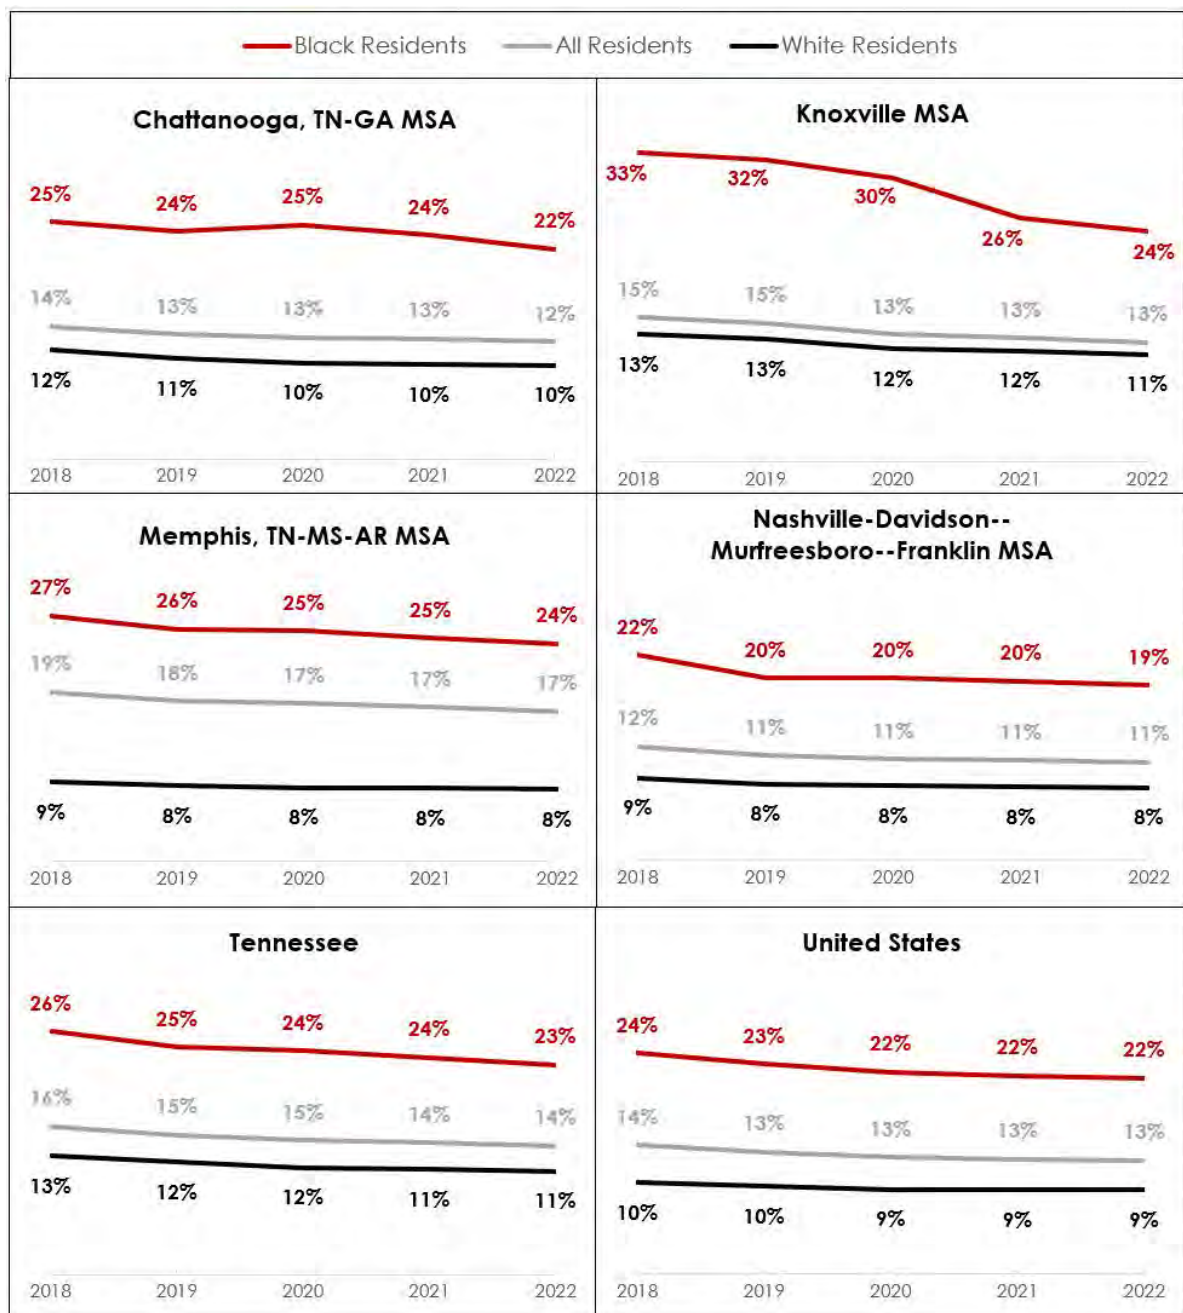 Black Residents All Residents White Residents
Chattanooga, TN-GA MSA
25% 24% 25% 24% 22%
14% 13% 13% 13% 12%
12% 11% 10% 10% 10%
2018 2019 2020 2021 2022
Knoxville MSA
33% 32% 30% 26% 24%
15% 15% 13% 13% 13%
13% 13% 12% 12% 11%
2018 2019 2020 2021 2022
Memphis, TN-MS-AR MSA
27% 26% 25% 25% 24%
19% 18% 17% 17% 17%
9% 8% 8% 8% 8%
2018 2019 2020 2021 2022
Nashville-Davidson--
Murfreesboro--Franklin MSA
22% 20% 20% 20% 19%
12% 11% 11% 11% 11%
9% 8% 8% 8% 8%
2018 2019 2020 2021 2022
Tennessee
26% 25% 24% 24% 23%
16% 15% 15% 14% 14%
13% 12% 12% 11% 11%
2018 2019 2020 2021 2022
United States
24% 23% 22% 22% 22%
14% 13% 13% 13% 13%
10% 10% 9% 9% 9%
2018 2019 2020 2021 2022